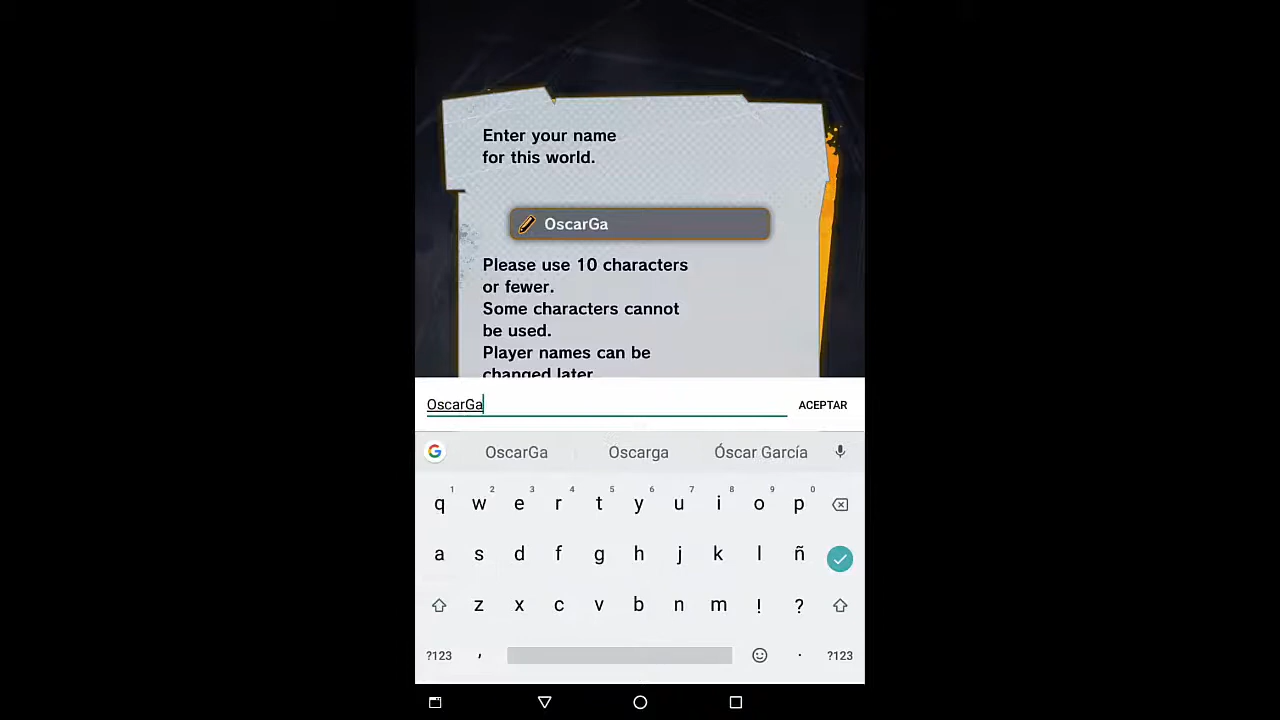 Enter your name
for this world.
OscarGa
Please use 10 characters
or fewer.
Some characters cannot
be used.
Player names can be
changed later.
OscarGa
ACEPTAR
OscarGa Oscarga Óscar García
1 2 3 4 5 6 7 8 9 0
q w e r t y u i o p
a s d f g h j k l ñ
z x c v b n m ! ?
?123 , . ?123